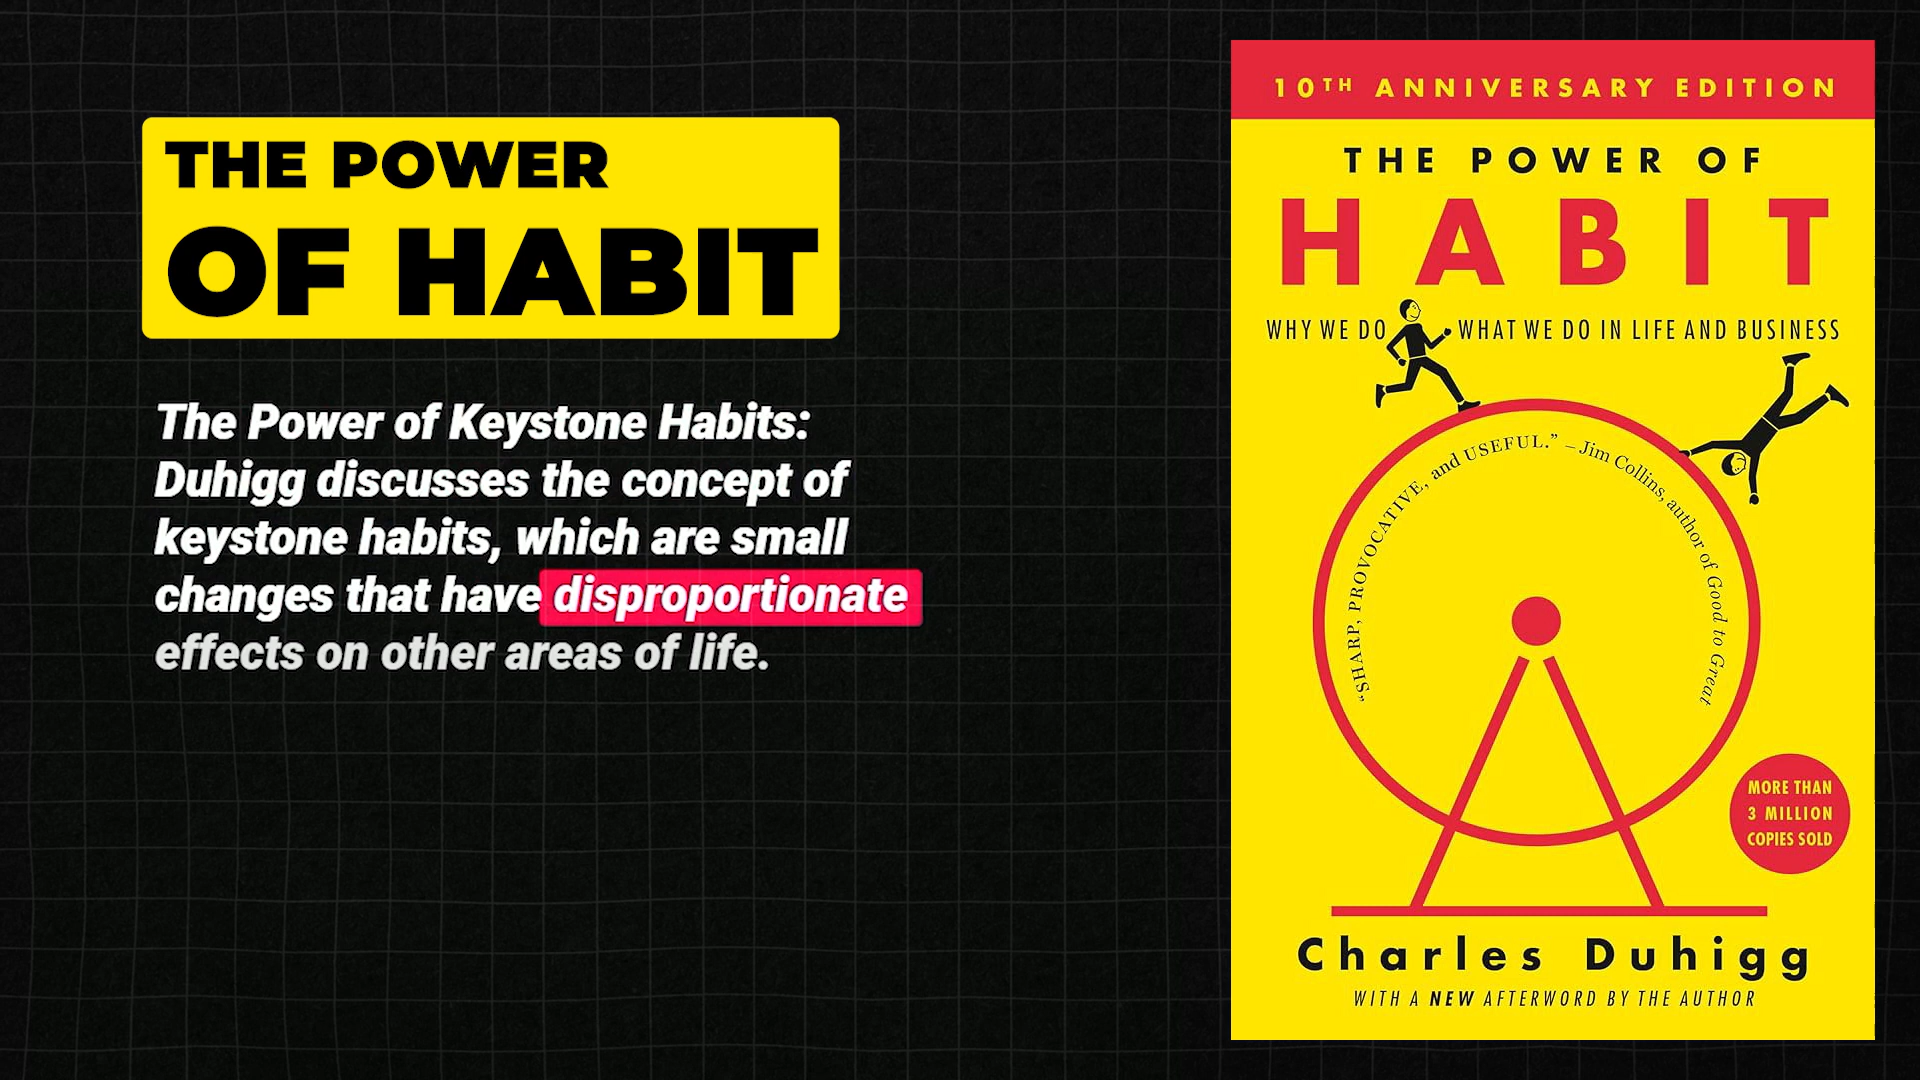 THE POWER
OF HABIT
The Power of Keystone Habits:
Duhigg discusses the concept of
keystone habits, which are small
changes that have disproportionate
effects on other areas of life.
10TH ANNIVERSARY EDITION
THE POWER OF
HABIT
WHY WE DO WHAT WE DO IN LIFE AND BUSINESS
"SHARP, PROVOCATIVE, and USEFUL." – Jim Collins, author of Good to Great
MORE THAN
3 MILLION
COPIES SOLD
Charles Duhigg
WITH A NEW AFTERWORD BY THE AUTHOR